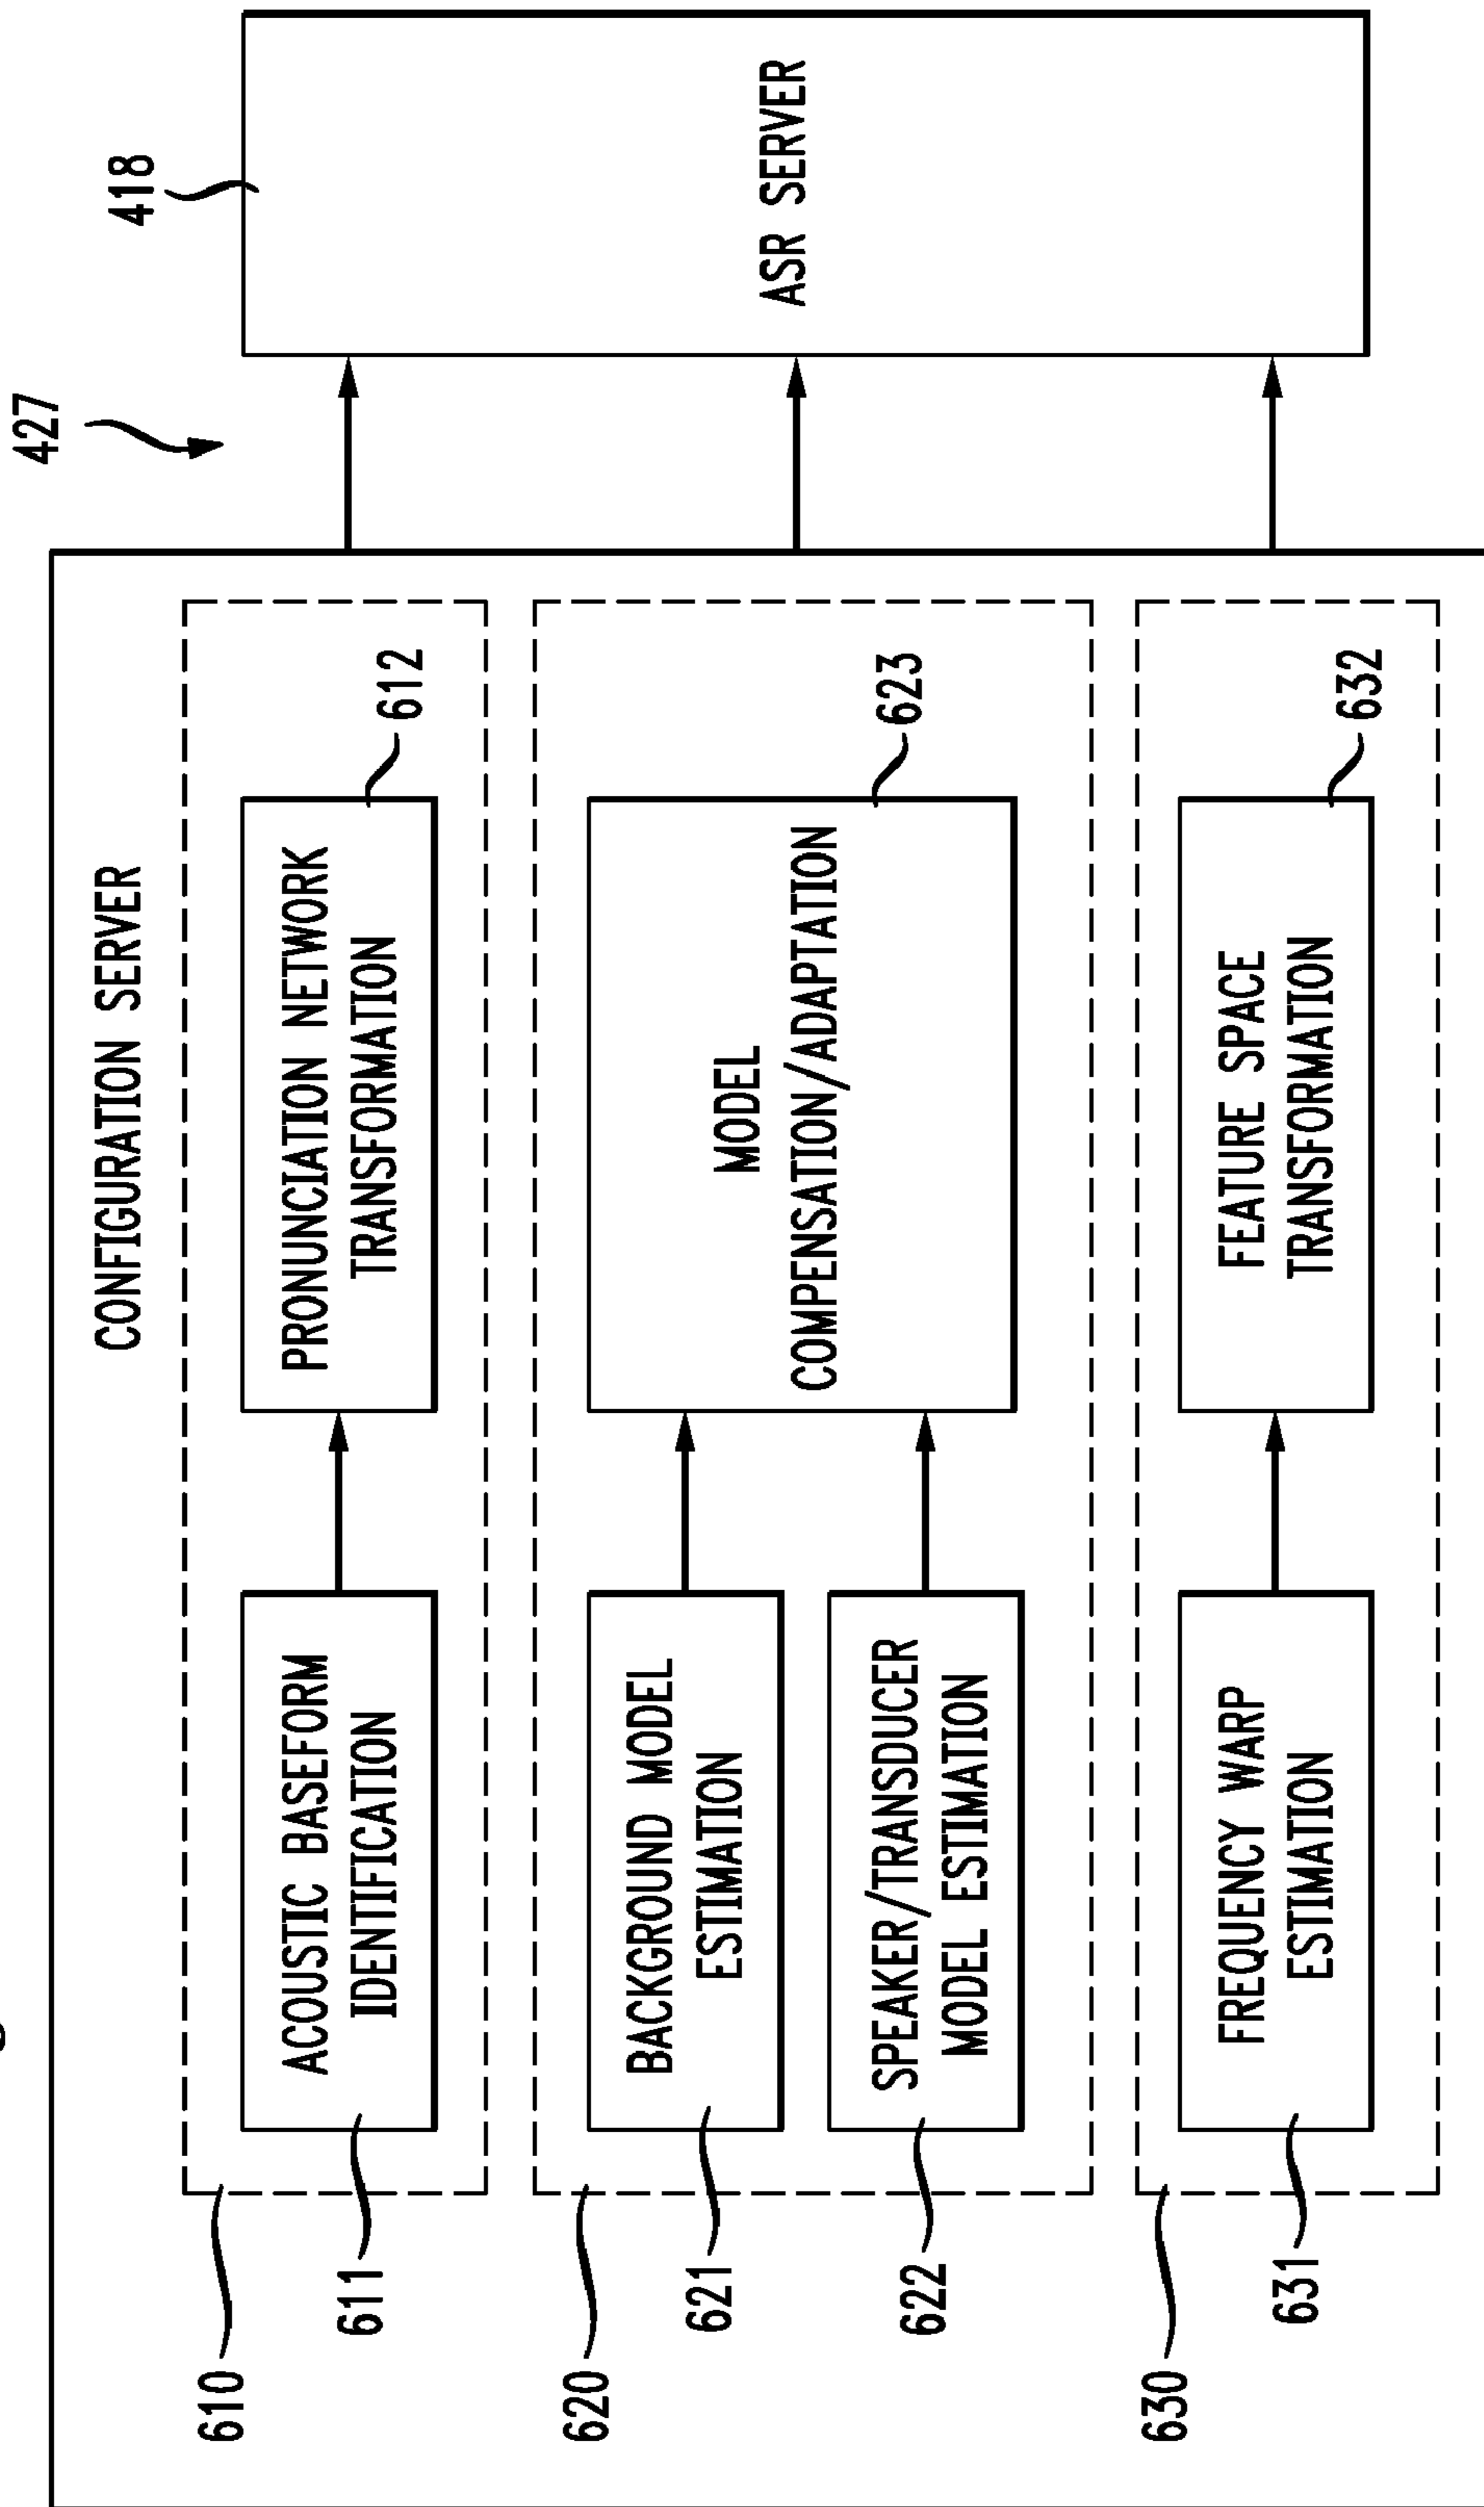 427
418
CONFIGURATION SERVER
610
611
ACOUSTIC BASEFORM
IDENTIFICATION
PRONUNCIATION NETWORK
TRANSFORMATION
612
620
621
BACKGROUND MODEL
ESTIMATION
622
SPEAKER/TRANSDUCER
MODEL ESTIMATION
MODEL
COMPENSATION/ADAPTATION
623
630
631
FREQUENCY WARP
ESTIMATION
FEATURE SPACE
TRANSFORMATION
632
ASR SERVER